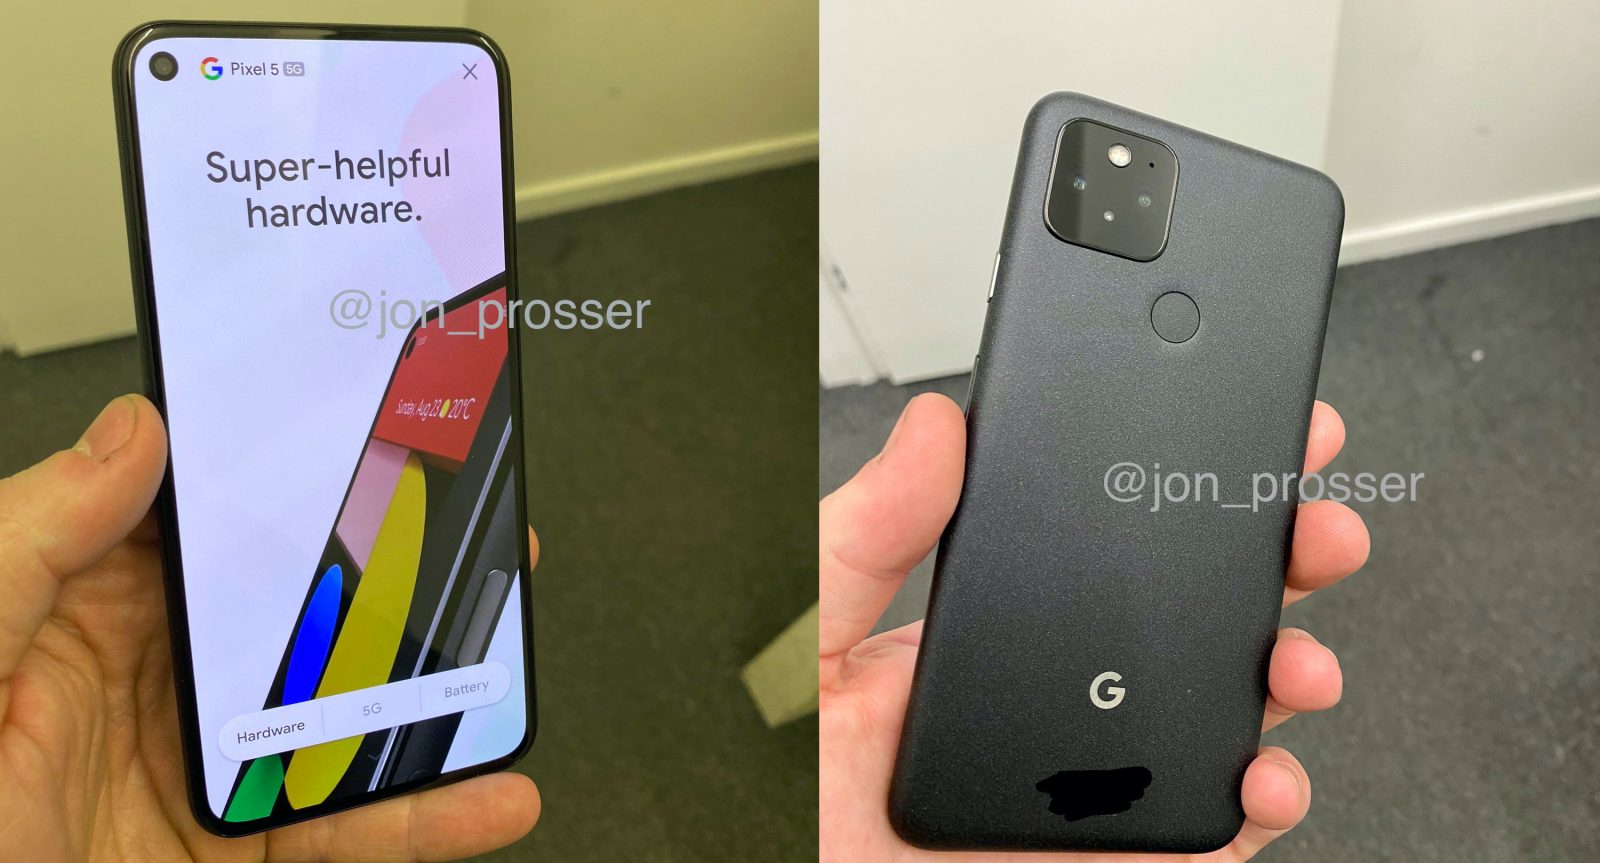 Pixel 5 5G
Super-helpful
hardware.
@jon_prosser
Sunday, Aug 23 20°C
Hardware
5G
Battery
@jon_prosser
G